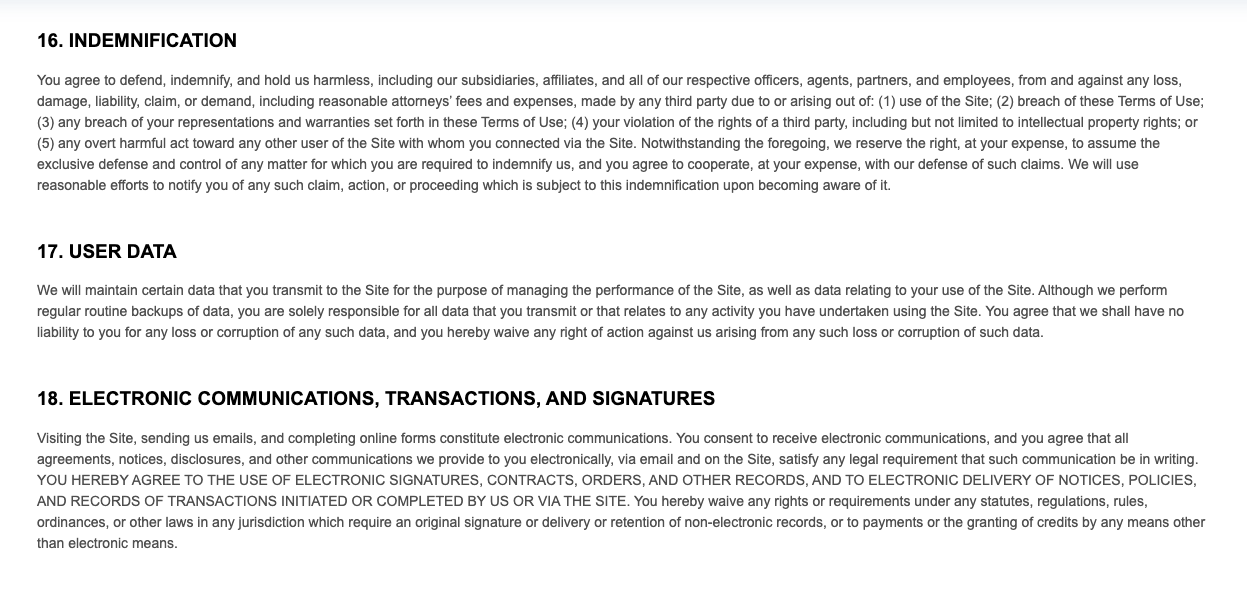 16. INDEMNIFICATION
You agree to defend, indemnify, and hold us harmless, including our subsidiaries, affiliates, and all of our respective officers, agents, partners, and employees, from and against any loss,
damage, liability, claim, or demand, including reasonable attorneys’ fees and expenses, made by any third party due to or arising out of: (1) use of the Site; (2) breach of these Terms of Use;
(3) any breach of your representations and warranties set forth in these Terms of Use; (4) your violation of the rights of a third party, including but not limited to intellectual property rights; or
(5) any overt harmful act toward any other user of the Site with whom you connected via the Site. Notwithstanding the foregoing, we reserve the right, at your expense, to assume the
exclusive defense and control of any matter for which you are required to indemnify us, and you agree to cooperate, at your expense, with our defense of such claims. We will use
reasonable efforts to notify you of any such claim, action, or proceeding which is subject to this indemnification upon becoming aware of it.
17. USER DATA
We will maintain certain data that you transmit to the Site for the purpose of managing the performance of the Site, as well as data relating to your use of the Site. Although we perform
regular routine backups of data, you are solely responsible for all data that you transmit or that relates to any activity you have undertaken using the Site. You agree that we shall have no
liability to you for any loss or corruption of any such data, and you hereby waive any right of action against us arising from any such loss or corruption of such data.
18. ELECTRONIC COMMUNICATIONS, TRANSACTIONS, AND SIGNATURES
Visiting the Site, sending us emails, and completing online forms constitute electronic communications. You consent to receive electronic communications, and you agree that all
agreements, notices, disclosures, and other communications we provide to you electronically, via email and on the Site, satisfy any legal requirement that such communication be in writing.
YOU HEREBY AGREE TO THE USE OF ELECTRONIC SIGNATURES, CONTRACTS, ORDERS, AND OTHER RECORDS, AND TO ELECTRONIC DELIVERY OF NOTICES, POLICIES,
AND RECORDS OF TRANSACTIONS INITIATED OR COMPLETED BY US OR VIA THE SITE. You hereby waive any rights or requirements under any statutes, regulations, rules,
ordinances, or other laws in any jurisdiction which require an original signature or delivery or retention of non-electronic records, or to payments or the granting of credits by any means other
than electronic means.